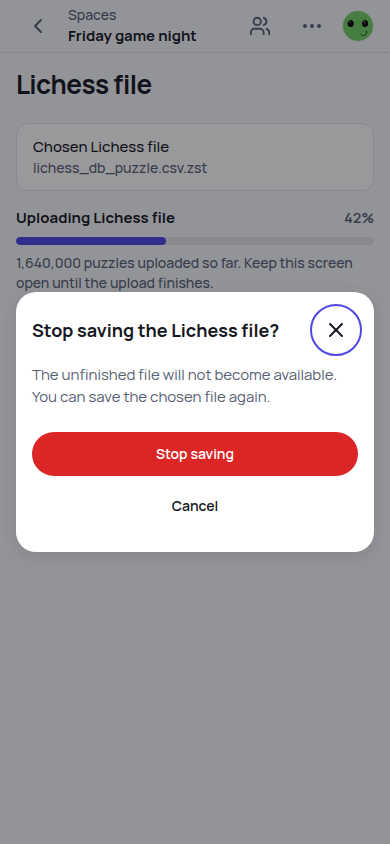 Spaces
Friday game night
Lichess file
Chosen Lichess file
lichess_db_puzzle.csv.zst
Uploading Lichess file 42%
1,640,000 puzzles uploaded so far. Keep this screen
open until the upload finishes.
Stop saving the Lichess file?
The unfinished file will not become available.
You can save the chosen file again.
Stop saving
Cancel